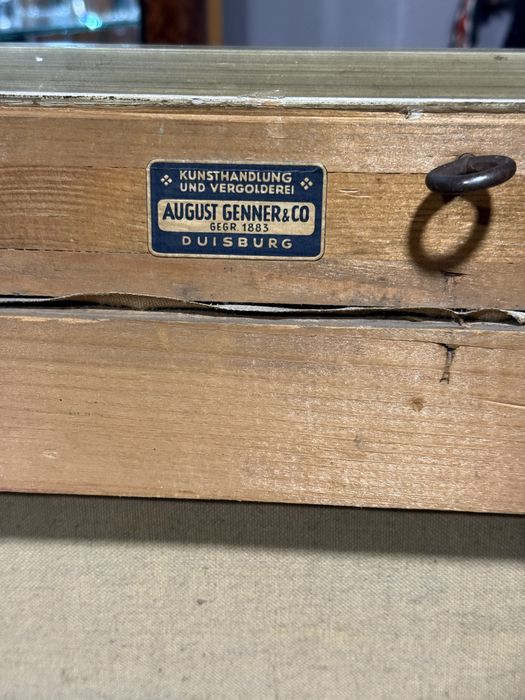 KUNSTHANDLUNG
UND VERGOLDEREI
AUGUST GENNER & CO
GEGR. 1883
DUISBURG